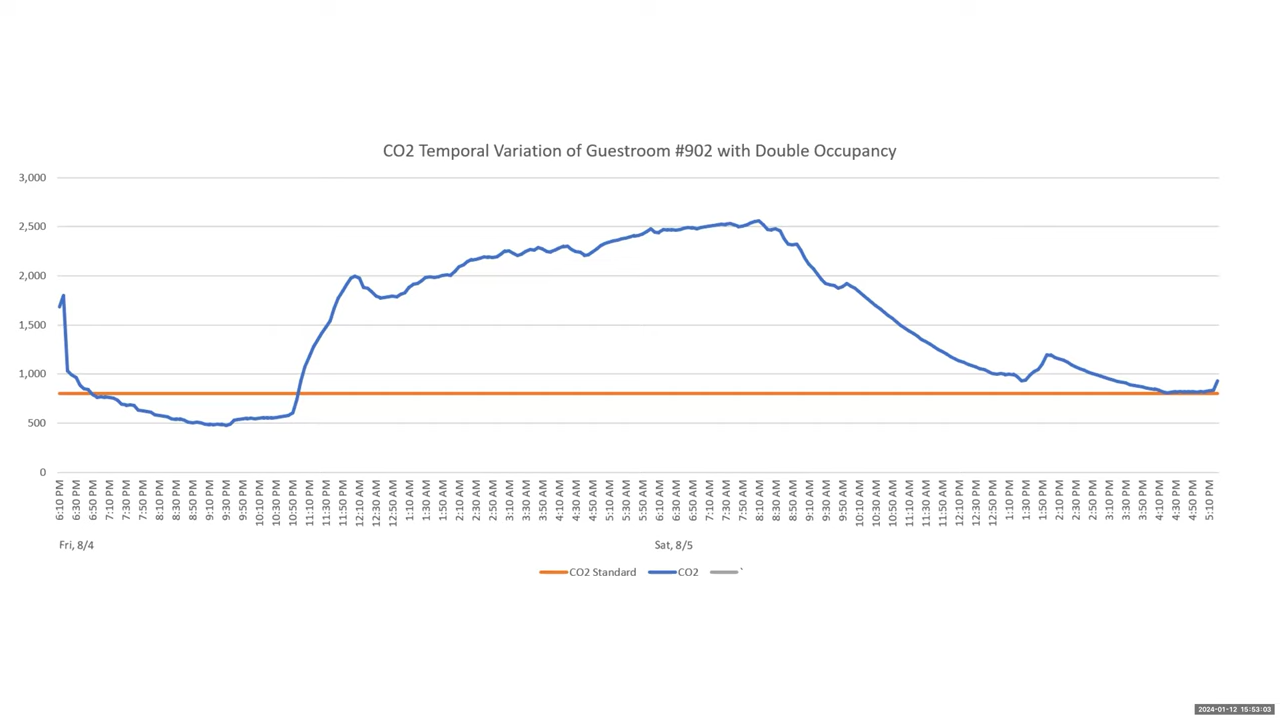 CO2 Temporal Variation of Guestroom #902 with Double Occupancy
3,000
2,500
2,000
1,500
1,000
500
0
6:10 PM
6:30 PM
6:50 PM
7:10 PM
7:30 PM
7:50 PM
8:10 PM
8:30 PM
8:50 PM
9:10 PM
9:30 PM
9:50 PM
10:10 PM
10:30 PM
10:50 PM
11:10 PM
11:30 PM
11:50 PM
12:10 AM
12:30 AM
12:50 AM
1:10 AM
1:30 AM
1:50 AM
2:10 AM
2:30 AM
2:50 AM
3:10 AM
3:30 AM
3:50 AM
4:10 AM
4:30 AM
4:50 AM
5:10 AM
5:30 AM
5:50 AM
6:10 AM
6:30 AM
6:50 AM
7:10 AM
7:30 AM
7:50 AM
8:10 AM
8:30 AM
8:50 AM
9:10 AM
9:30 AM
9:50 AM
10:10 AM
10:30 AM
10:50 AM
11:10 AM
11:30 AM
11:50 AM
12:10 PM
12:30 PM
12:50 PM
1:10 PM
1:30 PM
1:50 PM
2:10 PM
2:30 PM
2:50 PM
3:10 PM
3:30 PM
3:50 PM
4:10 PM
4:30 PM
4:50 PM
5:10 PM
Fri, 8/4
Sat, 8/5
CO2 Standard
CO2
`
2024-01-12 15:53:03